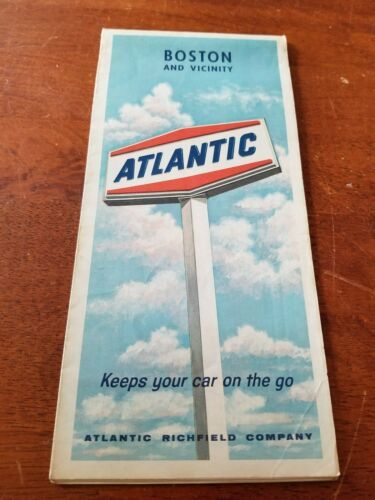 BOSTON
AND VICINITY
ATLANTIC
Keeps your car on the go
ATLANTIC RICHFIELD COMPANY